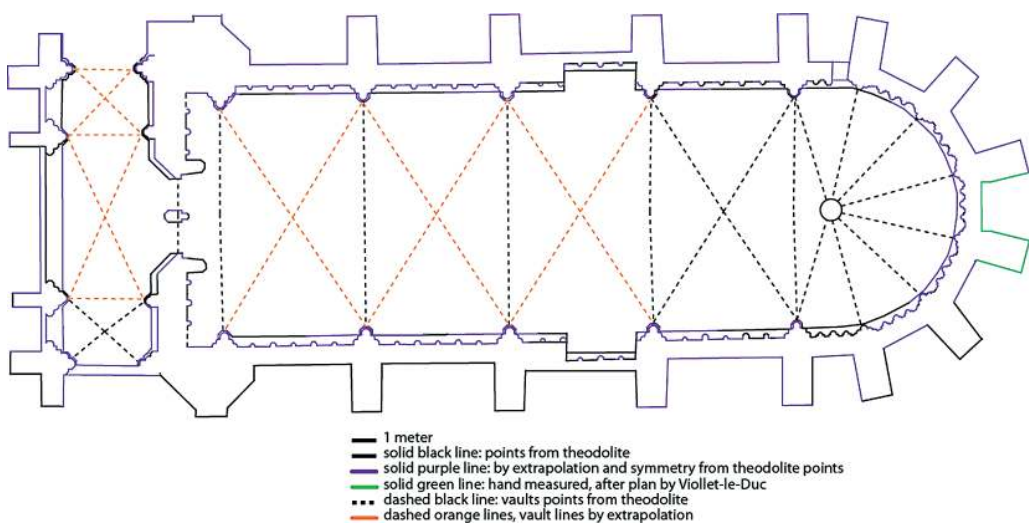 1 meter
solid black line: points from theodolite
solid purple line: by extrapolation and symmetry from theodolite points
solid green line: hand measured, after plan by Viollet-le-Duc
dashed black line: vaults points from theodolite
dashed orange lines, vault lines by extrapolation